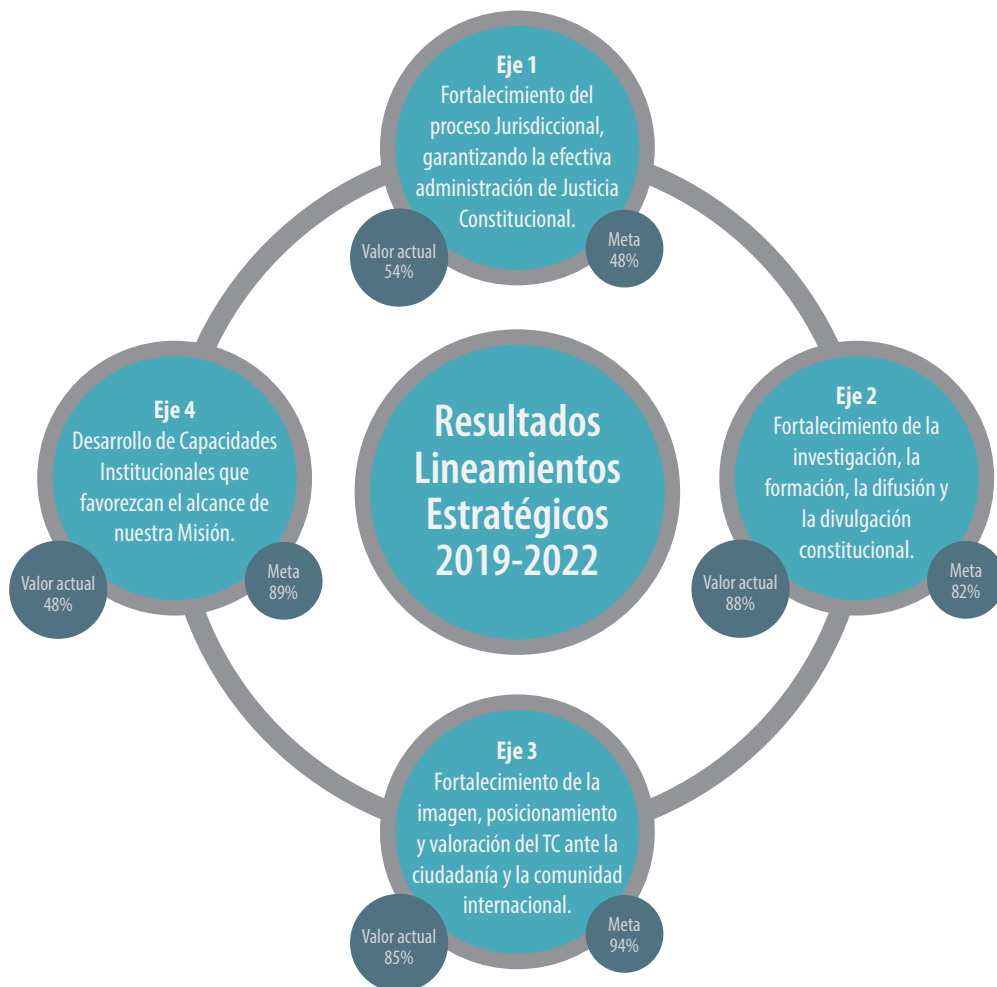 Eje 1
Fortalecimiento del
proceso Jurisdiccional,
garantizando la efectiva
administración de Justicia
Constitucional.
Valor actual
54%
Meta
48%
Resultados
Lineamientos
Estratégicos
2019-2022
Eje 2
Fortalecimiento de la
investigación, la
formación, la difusión y
la divulgación
constitucional.
Valor actual
88%
Meta
82%
Eje 3
Fortalecimiento de la
imagen, posicionamiento
y valoración del TC ante la
ciudadanía y la comunidad
internacional.
Valor actual
85%
Meta
94%
Eje 4
Desarrollo de Capacidades
Institucionales que
favorezcan el alcance de
nuestra Misión.
Valor actual
48%
Meta
89%